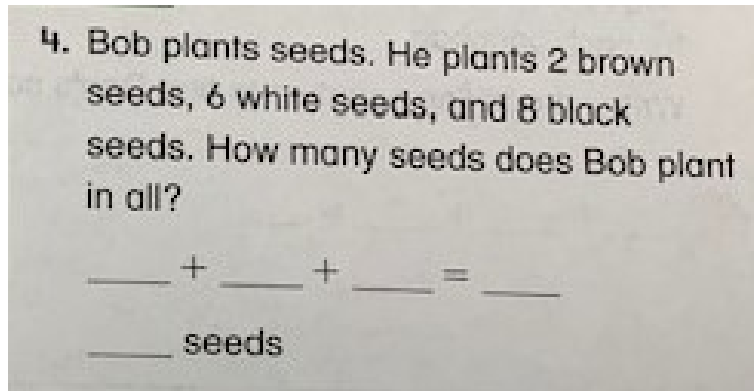 4. Bob plants seeds. He plants 2 brown
seeds, 6 white seeds, and 8 black
seeds. How many seeds does Bob plant
in all?
___ + ___ + ___ = ___
___ seeds